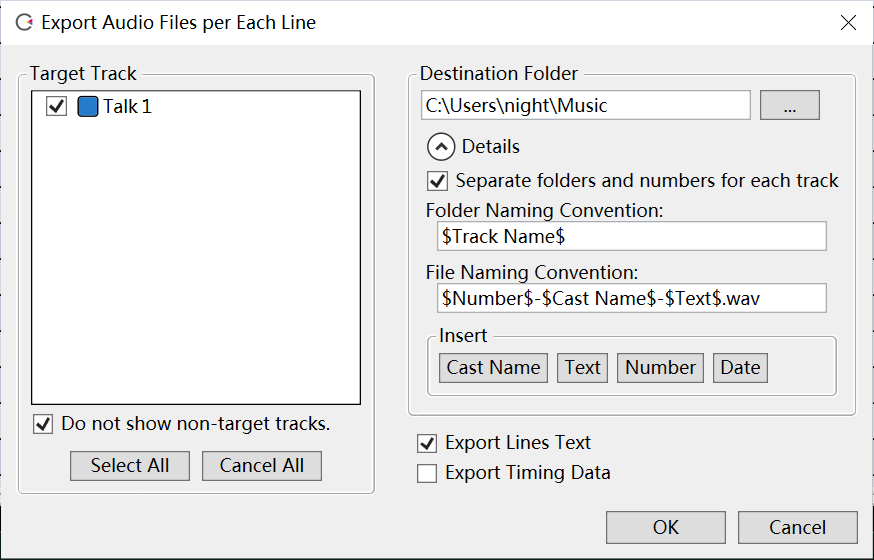 Export Audio Files per Each Line
Target Track
Talk 1
Do not show non-target tracks.
Select All
Cancel All
Destination Folder
C:\Users\night\Music
...
Details
Separate folders and numbers for each track
Folder Naming Convention:
$Track Name$
File Naming Convention:
$Number$-$Cast Name$-$Text$.wav
Insert
Cast Name
Text
Number
Date
Export Lines Text
Export Timing Data
OK
Cancel